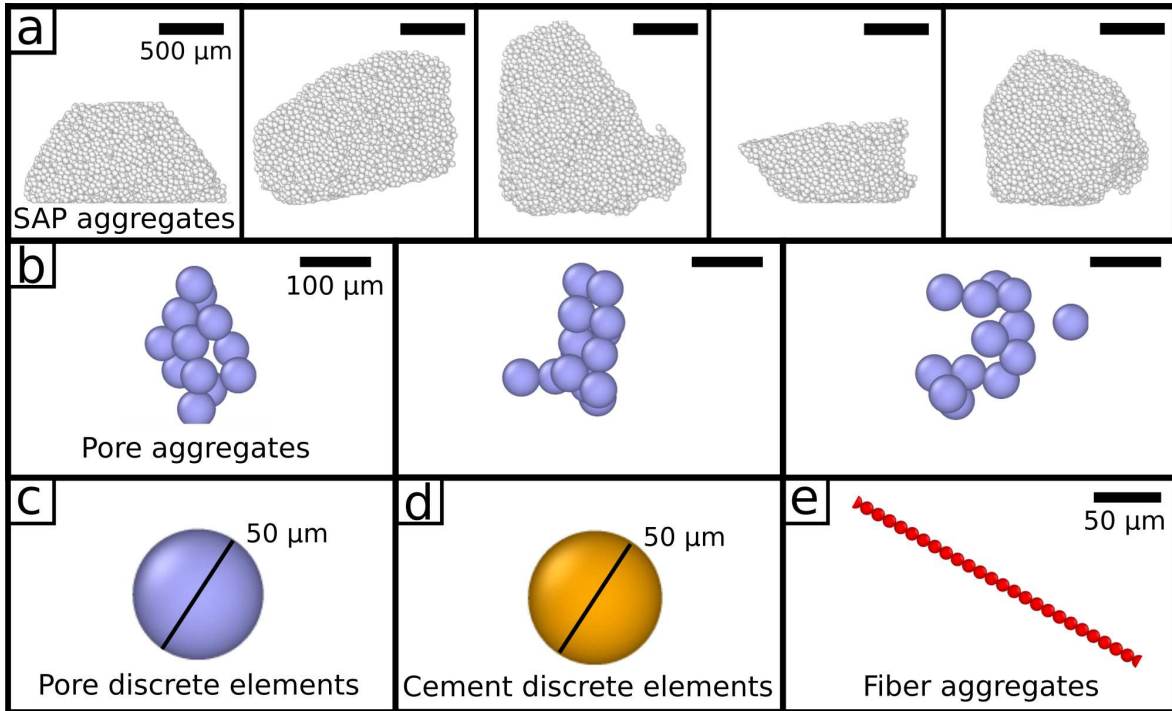 a
500 μm
SAP aggregates
b
100 μm
Pore aggregates
c
50 μm
Pore discrete elements
d
50 μm
Cement discrete elements
e
50 μm
Fiber aggregates